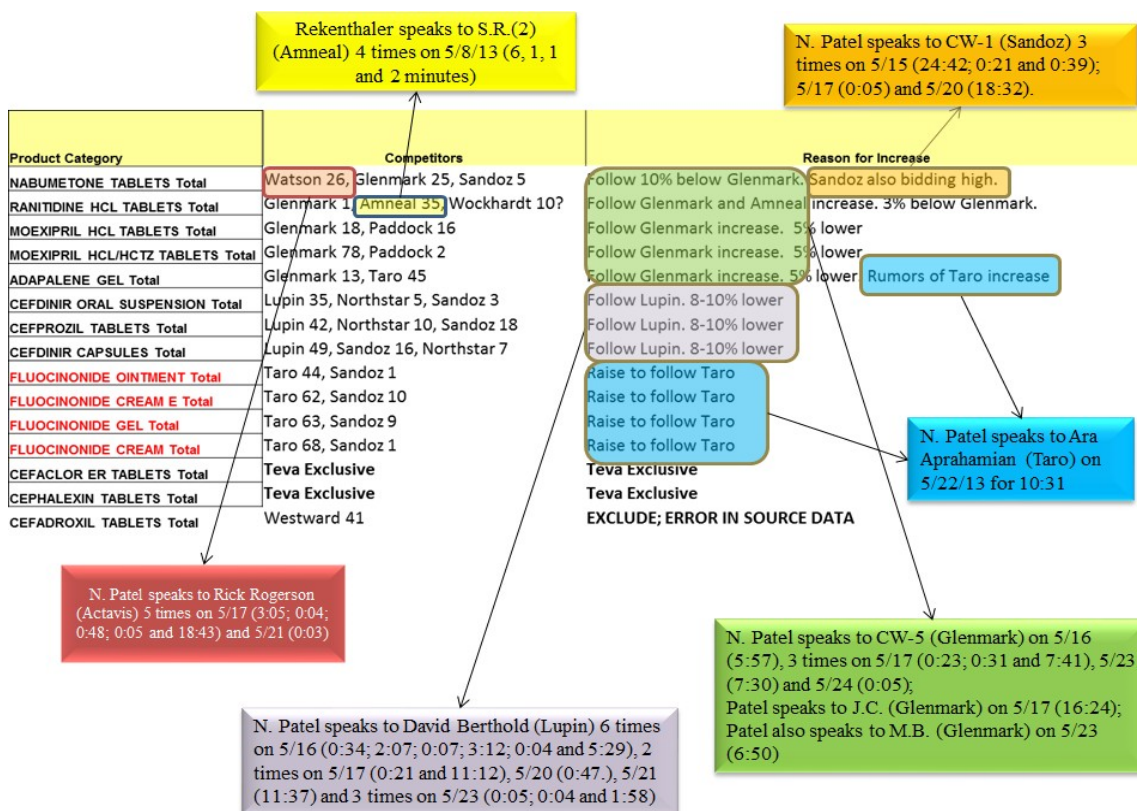 Rekenthaler speaks to S.R.(2)
(Amneal) 4 times on 5/8/13 (6, 1, 1
and 2 minutes)
N. Patel speaks to CW-1 (Sandoz) 3
times on 5/15 (24:42; 0:21 and 0:39);
5/17 (0:05) and 5/20 (18:32).
Product Category Competitors Reason for Increase
NABUMETONE TABLETS Total Watson 26, Glenmark 25, Sandoz 5 Follow 10% below Glenmark. Sandoz also bidding high.
RANITIDINE HCL TABLETS Total Glenmark 1, Amneal 35, Wockhardt 10? Follow Glenmark and Amneal increase. 3% below Glenmark.
MOEXIPRIL HCL TABLETS Total Glenmark 18, Paddock 16 Follow Glenmark increase. 5% lower
MOEXIPRIL HCL/HCTZ TABLETS Total Glenmark 78, Paddock 2 Follow Glenmark increase. 5% lower
ADAPALENE GEL Total Glenmark 13, Taro 45 Follow Glenmark increase. 5% lower Rumors of Taro increase
CEFDINIR ORAL SUSPENSION Total Lupin 35, Northstar 5, Sandoz 3 Follow Lupin. 8-10% lower
CEFPROZIL TABLETS Total Lupin 42, Northstar 10, Sandoz 18 Follow Lupin. 8-10% lower
CEFDINIR CAPSULES Total Lupin 49, Sandoz 16, Northstar 7 Follow Lupin. 8-10% lower
FLUOCINONIDE OINTMENT Total Taro 44, Sandoz 1 Raise to follow Taro
FLUOCINONIDE CREAM E Total Taro 62, Sandoz 10 Raise to follow Taro
FLUOCINONIDE GEL Total Taro 63, Sandoz 9 Raise to follow Taro
FLUOCINONIDE CREAM Total Taro 68, Sandoz 1 Raise to follow Taro
CEFACLOR ER TABLETS Total Teva Exclusive Teva Exclusive
CEPHALEXIN TABLETS Total Teva Exclusive Teva Exclusive
CEFADROXIL TABLETS Total Westward 41 EXCLUDE; ERROR IN SOURCE DATA
N. Patel speaks to Ara
Aprahamian (Taro) on
5/22/13 for 10:31
N. Patel speaks to Rick Rogerson
(Actavis) 5 times on 5/17 (3:05; 0:04;
0:48; 0:05 and 18:43) and 5/21 (0:03)
N. Patel speaks to CW-5 (Glenmark) on 5/16
(5:57), 3 times on 5/17 (0:23; 0:31 and 7:41), 5/23
(7:30) and 5/24 (0:05);
Patel speaks to J.C. (Glenmark) on 5/17 (16:24);
Patel also speaks to M.B. (Glenmark) on 5/23
(6:50)
N. Patel speaks to David Berthold (Lupin) 6 times
on 5/16 (0:34; 2:07; 0:07; 3:12; 0:04 and 5:29), 2
times on 5/17 (0:21 and 11:12), 5/20 (0:47.), 5/21
(11:37) and 3 times on 5/23 (0:05; 0:04 and 1:58)